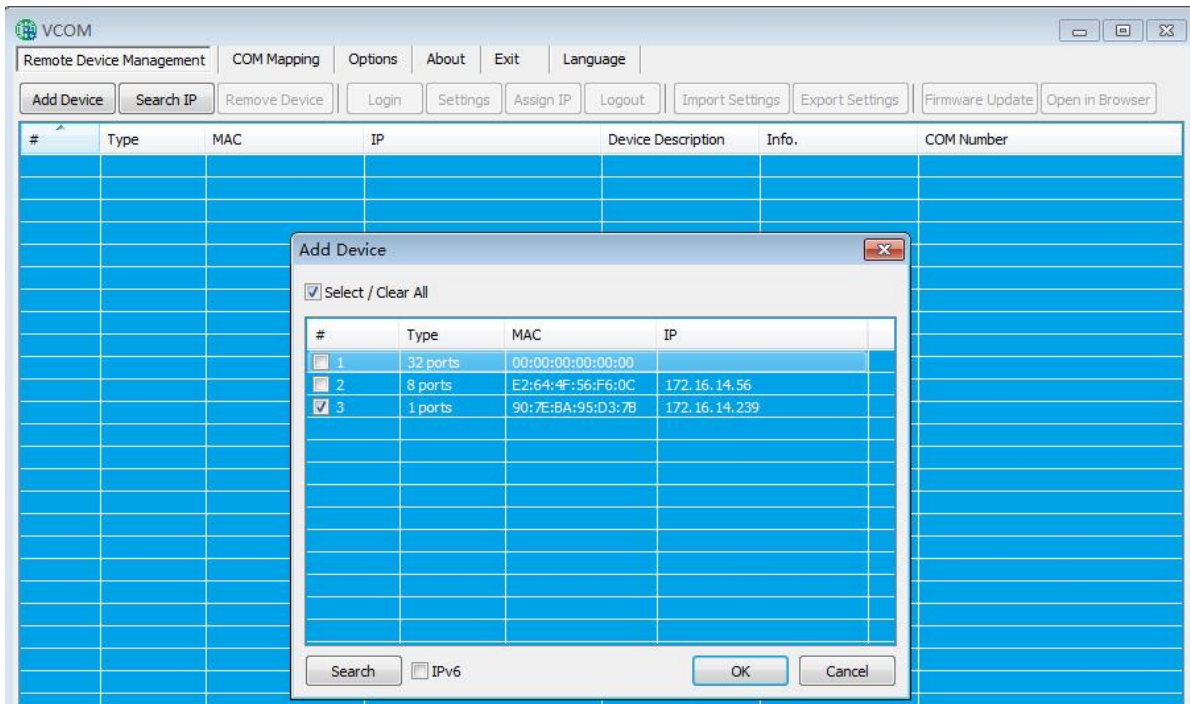 VCOM
Remote Device Management COM Mapping Options About Exit Language
Add Device Search IP Remove Device Login Settings Assign IP Logout Import Settings Export Settings Firmware Update Open in Browser
# Type MAC IP Device Description Info. COM Number
Add Device
Select / Clear All
# Type MAC IP
1 32 ports 00:00:00:00:00:00
2 8 ports E2:64:4F:56:F6:0C 172.16.14.56
3 1 ports 90:7E:BA:95:D3:7B 172.16.14.239
Search IPv6 OK Cancel